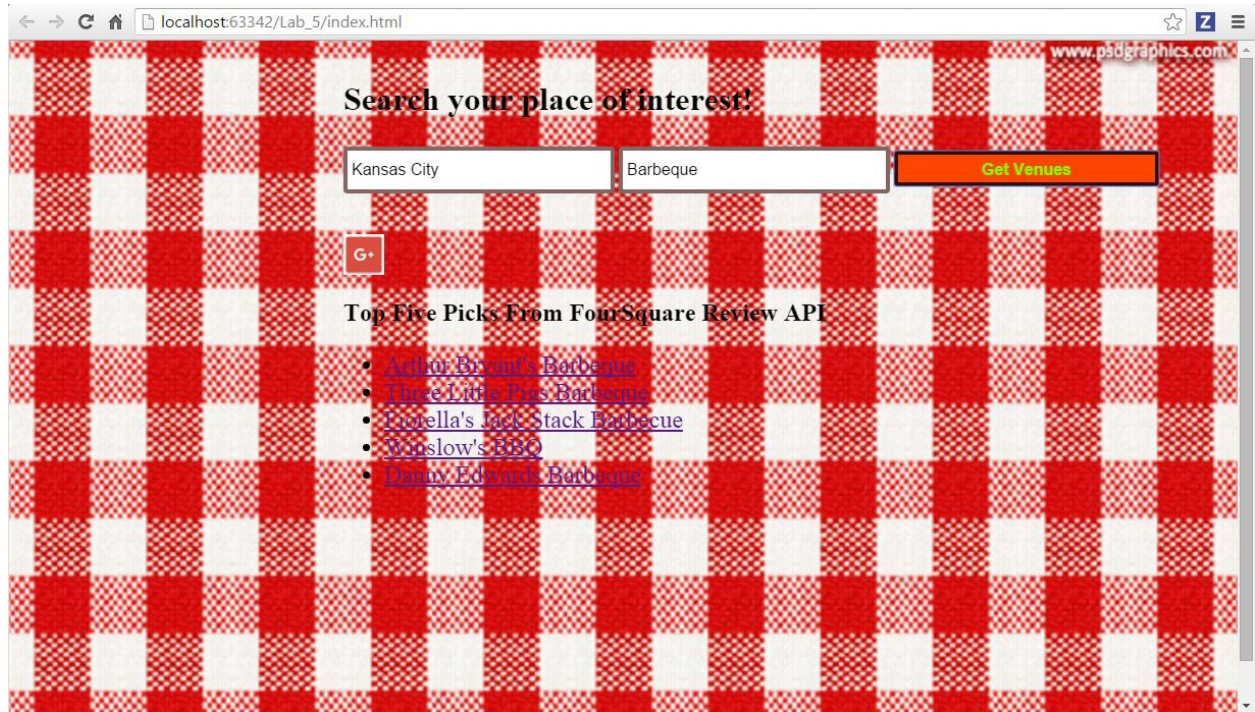 localhost:63342/Lab_5/index.html
Z
www.psdgraphics.com
Search your place of interest!
Kansas City
Barbeque
Get Venues
G+
Top Five Picks From FourSquare Review API
Arthur Bryant's Barbeque
Three Little Pigs Barbeque
Fiorella's Jack Stack Barbecue
Winslow's BBQ
Danny Edwards Barbeque